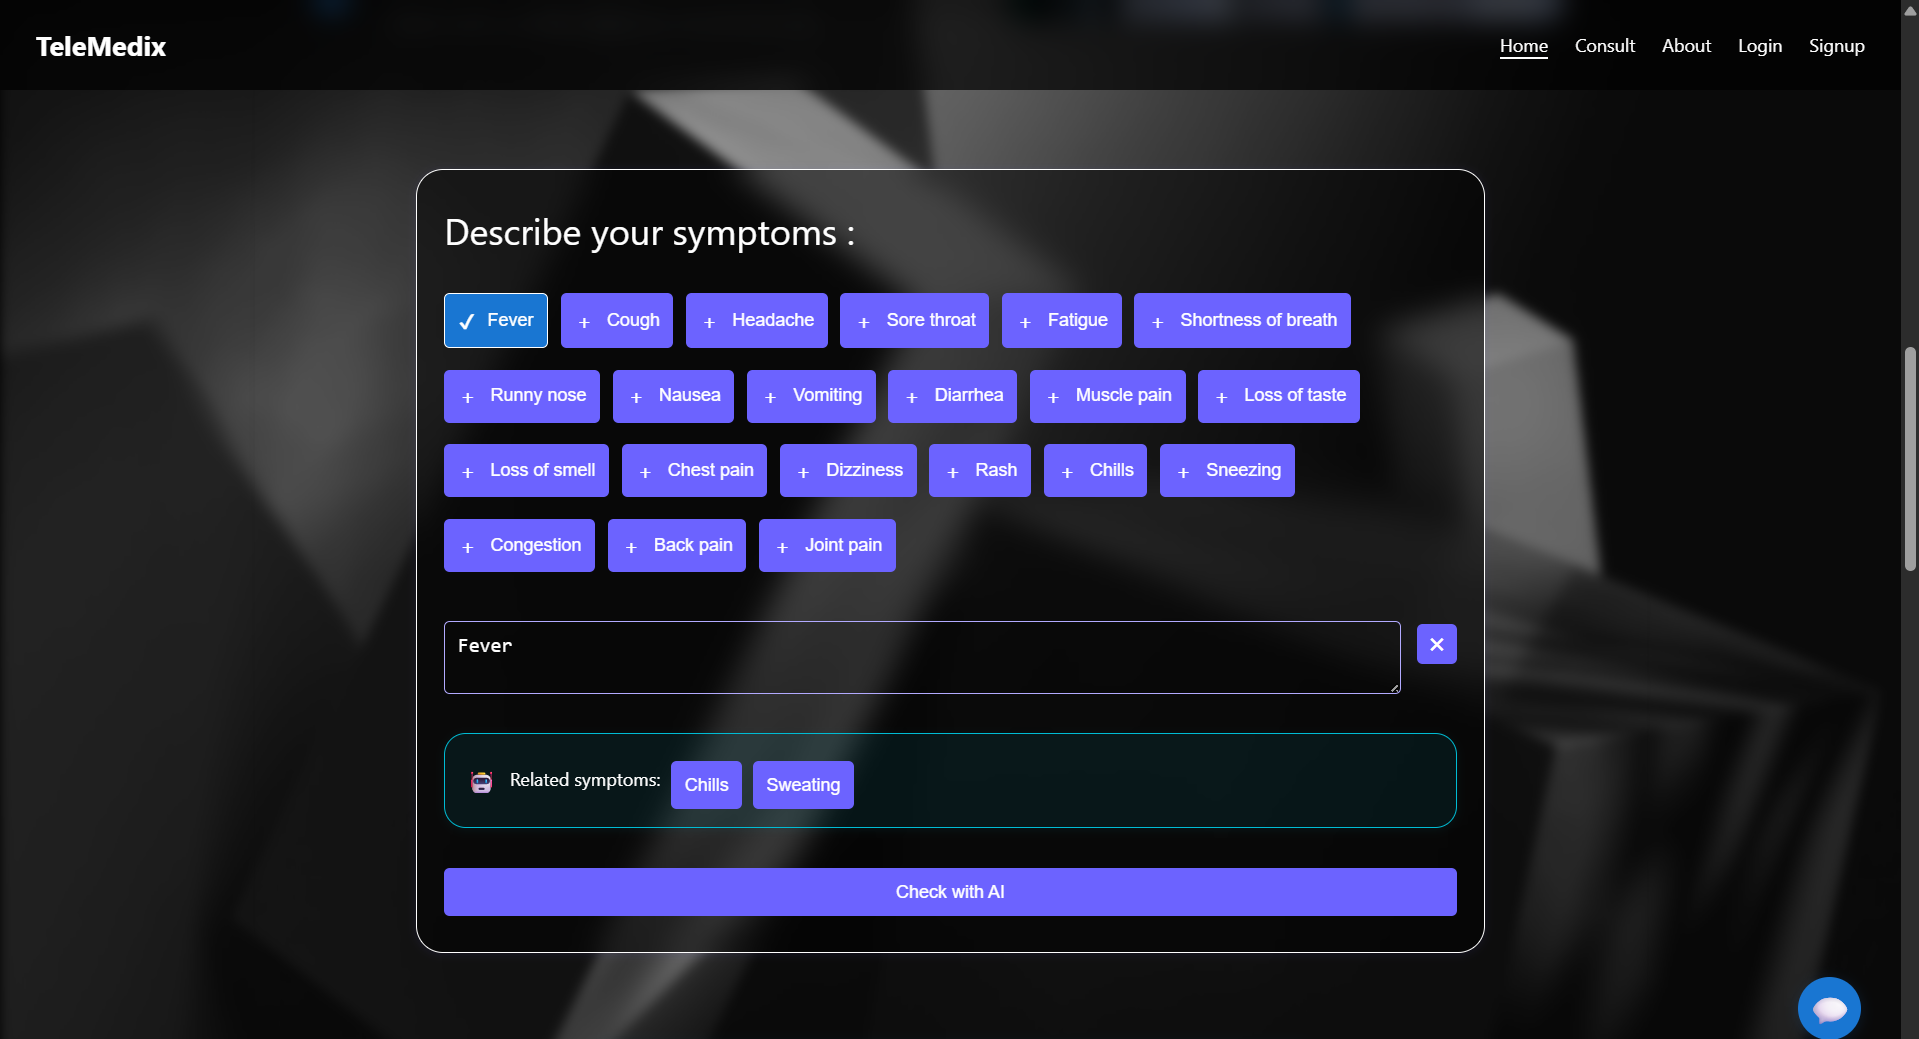 TeleMedix
Home Consult About Login Signup
Describe your symptoms :
✓ Fever + Cough + Headache + Sore throat + Fatigue + Shortness of breath
+ Runny nose + Nausea + Vomiting + Diarrhea + Muscle pain + Loss of taste
+ Loss of smell + Chest pain + Dizziness + Rash + Chills + Sneezing
+ Congestion + Back pain + Joint pain
Fever
Related symptoms: Chills Sweating
Check with AI